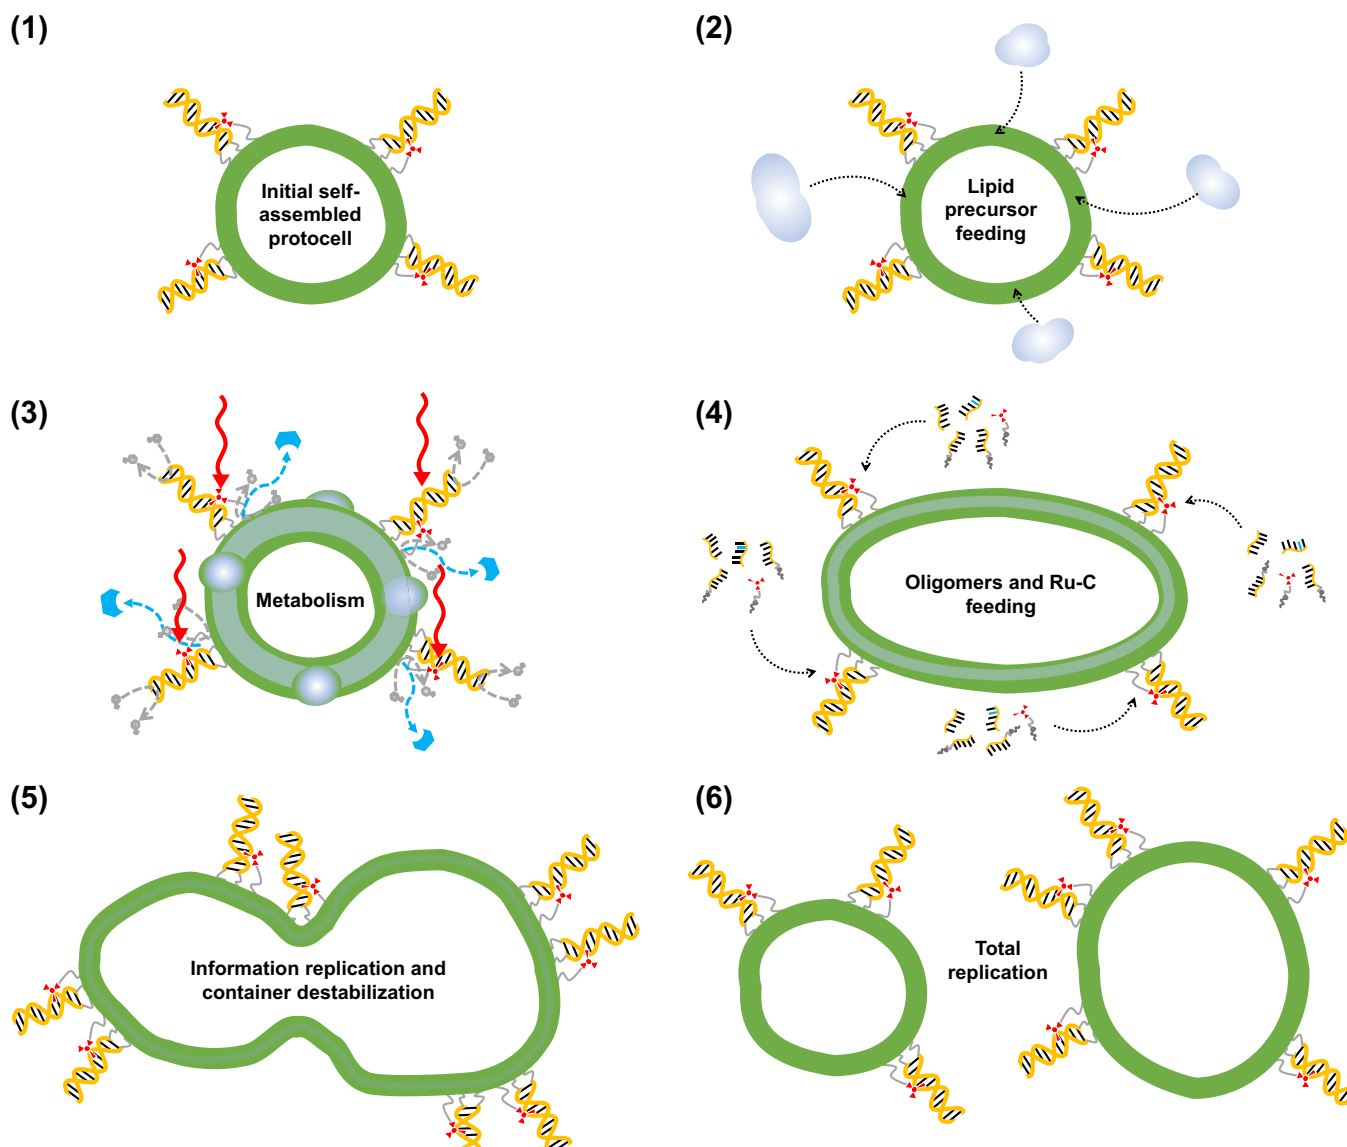 (1)
Initial self-
assembled
protocell
(2)
Lipid
precursor
feeding
(3)
Metabolism
(4)
Oligomers and Ru-C
feeding
(5)
Information replication and
container destabilization
(6)
Total
replication